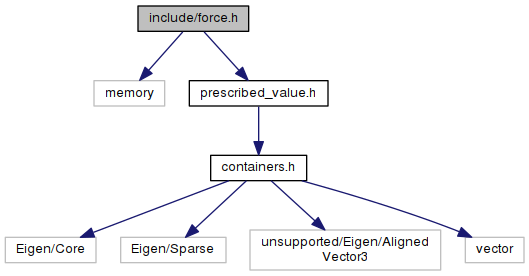 include/force.h
memory
prescribed_value.h
containers.h
Eigen/Core
Eigen/Sparse
unsupported/Eigen/Aligned
Vector3
vector